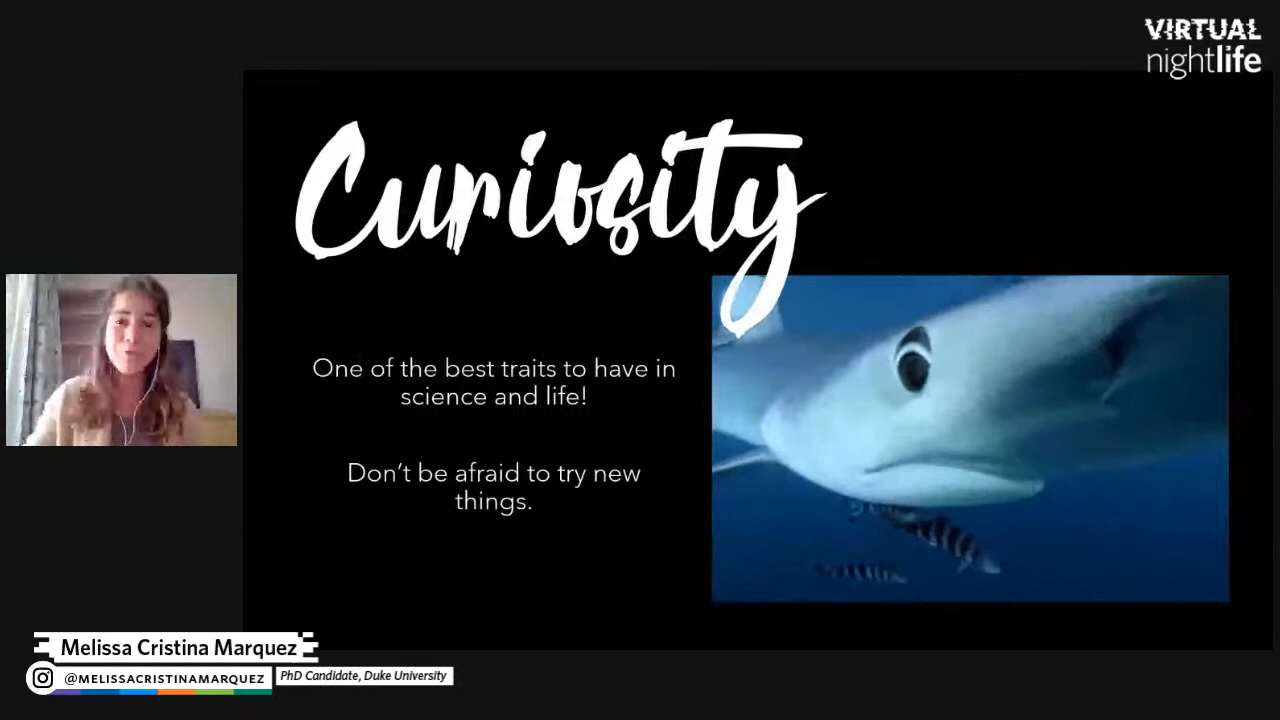 VIRTUAL
nightlife
Curiosity
One of the best traits to have in
science and life!
Don't be afraid to try new
things.
Melissa Cristina Marquez
@MELISSACRISTINAMARQUEZ
PhD Candidate, Duke University